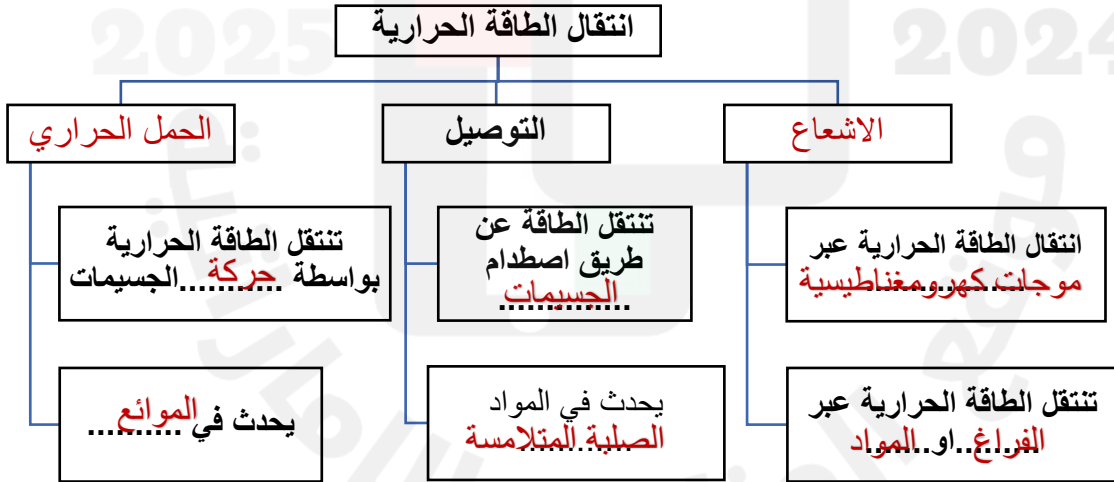 2025
2024
انتقال الطاقة الحرارية
الاشعاع
التوصيل
الحمل الحراري
انتقال الطاقة الحرارية عبر
موجات كهرومغناطيسية
تنتقل الطاقة عن
طريق اصطدام
الجسيمات
تنتقل الطاقة الحرارية
بواسطة حركة الجسيمات
تنتقل الطاقة الحرارية عبر
الفراغ او المواد
يحدث في المواد
الصلبة المتلامسة
يحدث في الموائع